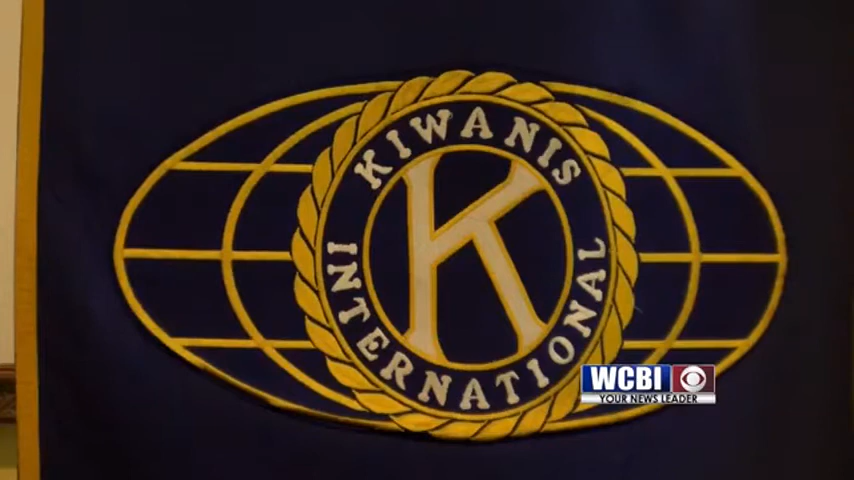 KIWANIS
K
INTERNATIONAL
WCBI
YOUR NEWS LEADER